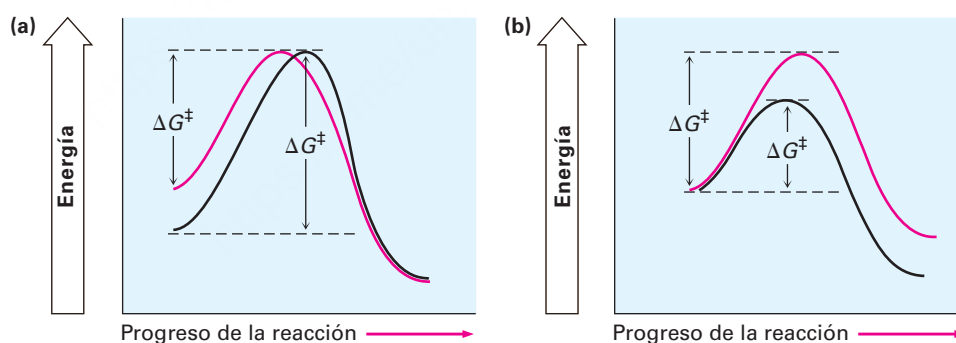 (a)
Energía
ΔG‡
ΔG‡
Progreso de la reacción
(b)
Energía
ΔG‡
ΔG‡
Progreso de la reacción